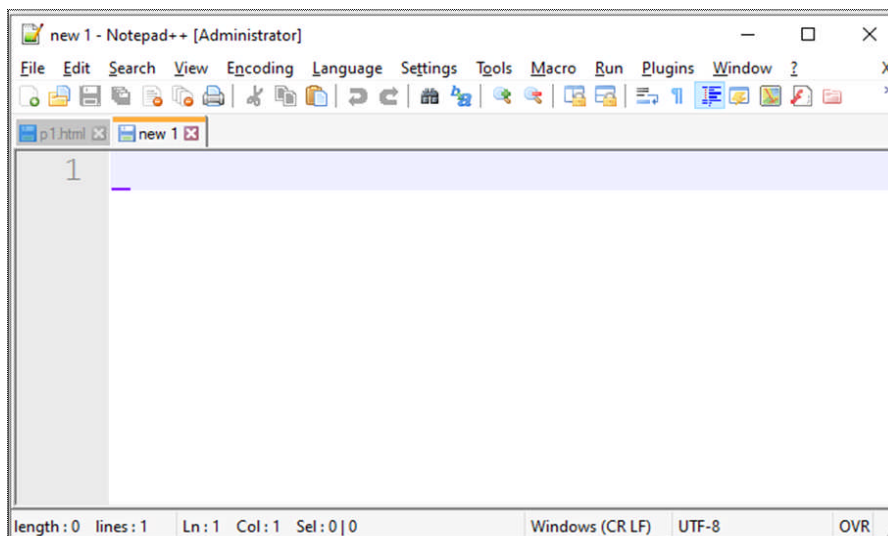 new 1 - Notepad++ [Administrator]
File Edit Search View Encoding Language Settings Tools Macro Run Plugins Window ? X
p1.html new 1
1
length : 0 lines : 1 Ln : 1 Col : 1 Sel : 0 | 0 Windows (CR LF) UTF-8 OVR